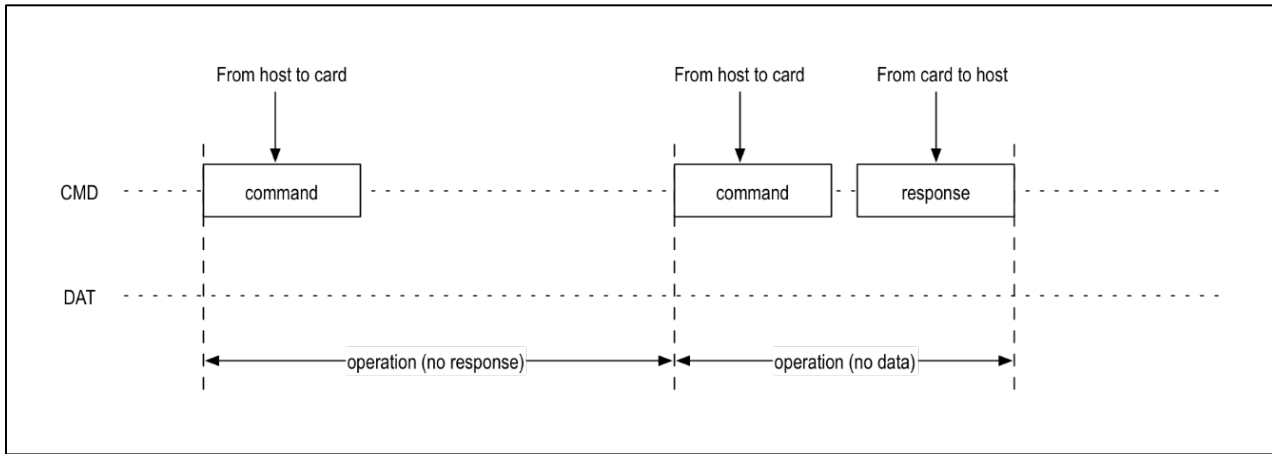 From host to card
From host to card
From card to host
CMD
command
command
response
DAT
operation (no response)
operation (no data)